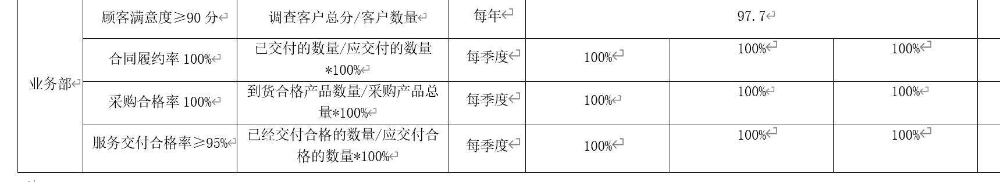 顾客满意度≥90 分
调查客户总分/客户数量
每年
97.7
业务部
合同履约率 100%
已交付的数量/应交付的数量
*100%
每季度
100%
100%
100%
采购合格率 100%
到货合格产品数量/采购产品总
量*100%
每季度
100%
100%
100%
服务交付合格率≥95%
已经交付合格的数量/应交付合
格的数量*100%
每季度
100%
100%
100%